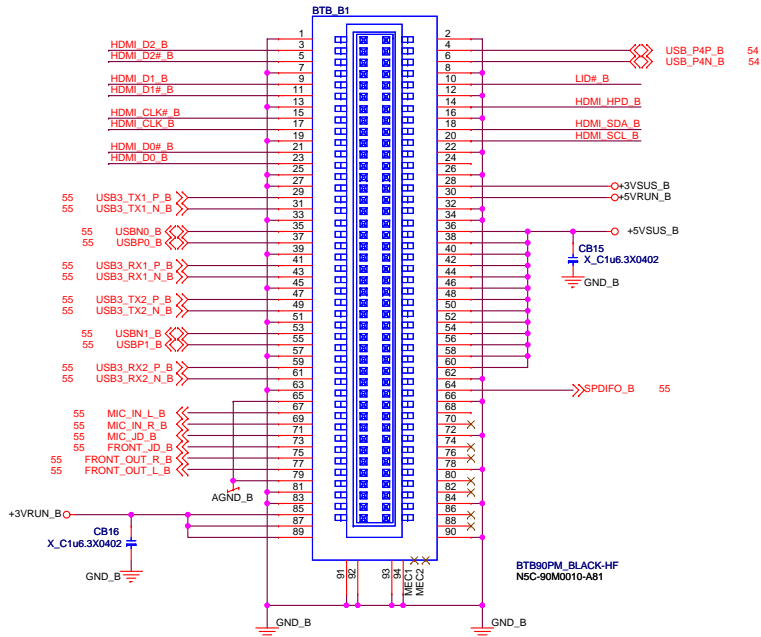 BTB_B1
1 2
HDMI_D2_B 3 4 USB_P4P_B 54
HDMI_D2#_B 5 6 USB_P4N_B 54
7 8
HDMI_D1_B 9 10 LID#_B
HDMI_D1#_B 11 12
13 14 HDMI_HPD_B
HDMI_CLK#_B 15 16
HDMI_CLK_B 17 18 HDMI_SDA_B
19 20 HDMI_SCL_B
HDMI_D0#_B 21 22
HDMI_D0_B 23 24
25 26
27 28 +3VSUS_B
55 USB3_TX1_P_B 29 30 +5VRUN_B
55 USB3_TX1_N_B 31 32
33 34
55 USBN0_B 35 36 +5VSUS_B
55 USBP0_B 37 38
39 40
CB15
X_C1u6.3X0402
GND_B
55 USB3_RX1_P_B 41 42
55 USB3_RX1_N_B 43 44
45 46
55 USB3_TX2_P_B 47 48
55 USB3_TX2_N_B 49 50
51 52
55 USBN1_B 53 54
55 USBP1_B 55 56
57 58
55 USB3_RX2_P_B 59 60
55 USB3_RX2_N_B 61 62
63 64 SPDIFO_B 55
65 66
55 MIC_IN_L_B 67 68
55 MIC_IN_R_B 69 70
55 MIC_JD_B 71 72
55 FRONT_JD_B 73 74
55 FRONT_OUT_R_B 75 76
55 FRONT_OUT_L_B 77 78
79 80
AGND_B 81 82
83 84
+3VRUN_B 85 86
87 88
89 90
CB16
X_C1u6.3X0402
GND_B
91 92 93 94 MEC1 MEC2
BTB90PM_BLACK-HF
N5C-90M0010-A81
GND_B GND_B